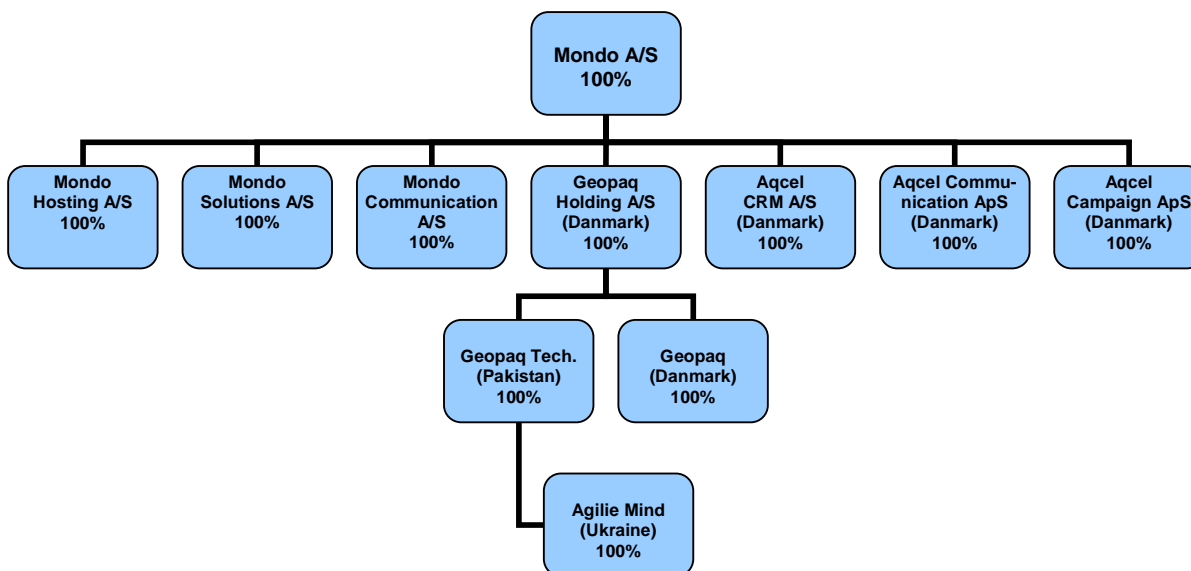 Mondo A/S
100%
Mondo
Hosting A/S
100%
Mondo
Solutions A/S
100%
Mondo
Communication
A/S
100%
Geopaq
Holding A/S
(Danmark)
100%
Aqcel
CRM A/S
(Danmark)
100%
Aqcel Commu-
nication ApS
(Danmark)
100%
Aqcel
Campaign ApS
(Danmark)
100%
Geopaq Tech.
(Pakistan)
100%
Geopaq
(Danmark)
100%
Agilie Mind
(Ukraine)
100%